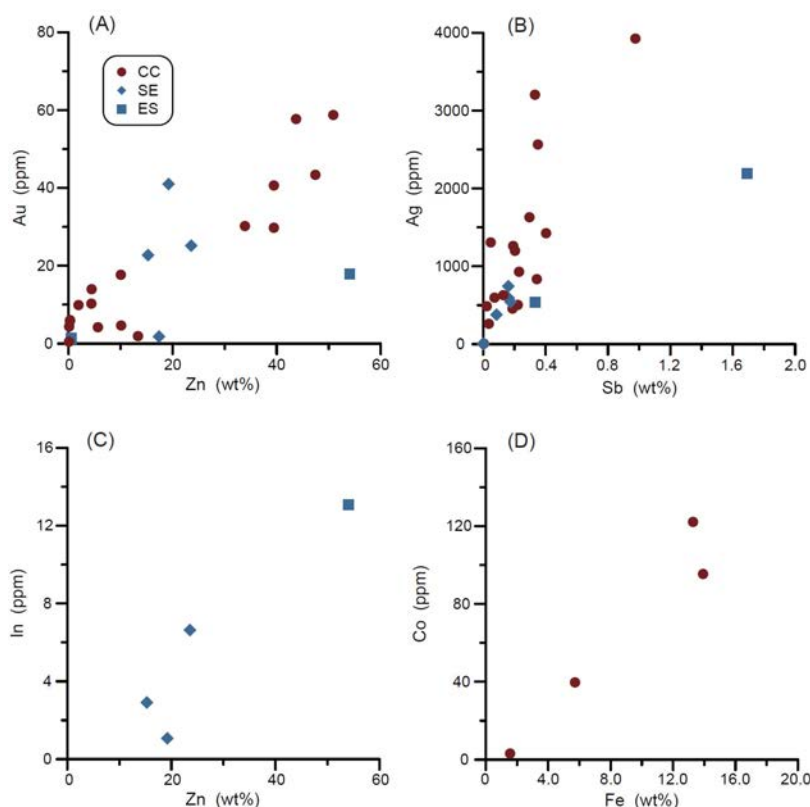 (A)
80
60
40
20
0
Au (ppm)
CC
SE
ES
0 20 40 60
Zn (wt%)
(B)
4000
3000
2000
1000
0
Ag (ppm)
0 0.4 0.8 1.2 1.6 2.0
Sb (wt%)
(C)
16
12
8
4
0
In (ppm)
0 20 40 60
Zn (wt%)
(D)
160
120
80
40
0
Co (ppm)
0 4.0 8.0 12.0 16.0 20.0
Fe (wt%)